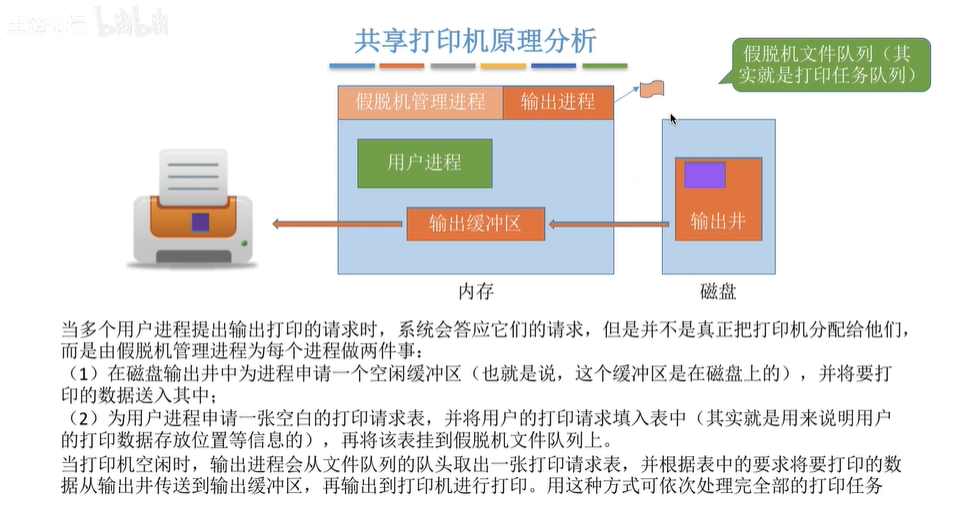 王道论坛 bilibili
共享打印机原理分析
假脱机文件队列（其
实就是打印任务队列）
假脱机管理进程 输出进程
用户进程
输出缓冲区
输出井
内存
磁盘
当多个用户进程提出输出打印的请求时，系统会答应它们的请求，但是并不是真正把打印机分配给他们，
而是由假脱机管理进程为每个进程做两件事：
（1）在磁盘输出井中为进程申请一个空闲缓冲区（也就是说，这个缓冲区是在磁盘上的），并将要打
印的数据送入其中；
（2）为用户进程申请一张空白的打印请求表，并将用户的打印请求填入表中（其实就是用来说明用户
的打印数据存放位置等信息的），再将该表挂到假脱机文件队列上。
当打印机空闲时，输出进程会从文件队列的队头取出一张打印请求表，并根据表中的要求将要打印的数
据从输出井传送到输出缓冲区，再输出到打印机进行打印。用这种方式可依次处理完全部的打印任务